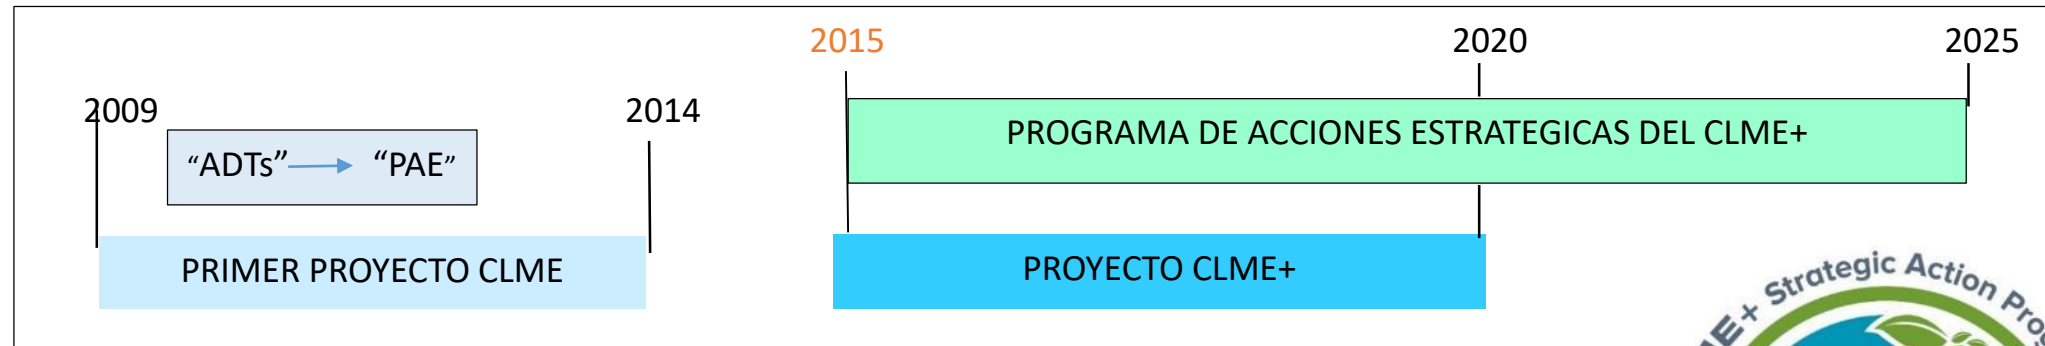 2015
2020
2025
2009
2014
PROGRAMA DE ACCIONES ESTRATEGICAS DEL CLME+
“ADTs” “PAE”
PRIMER PROYECTO CLME
PROYECTO CLME+
Strategic Action